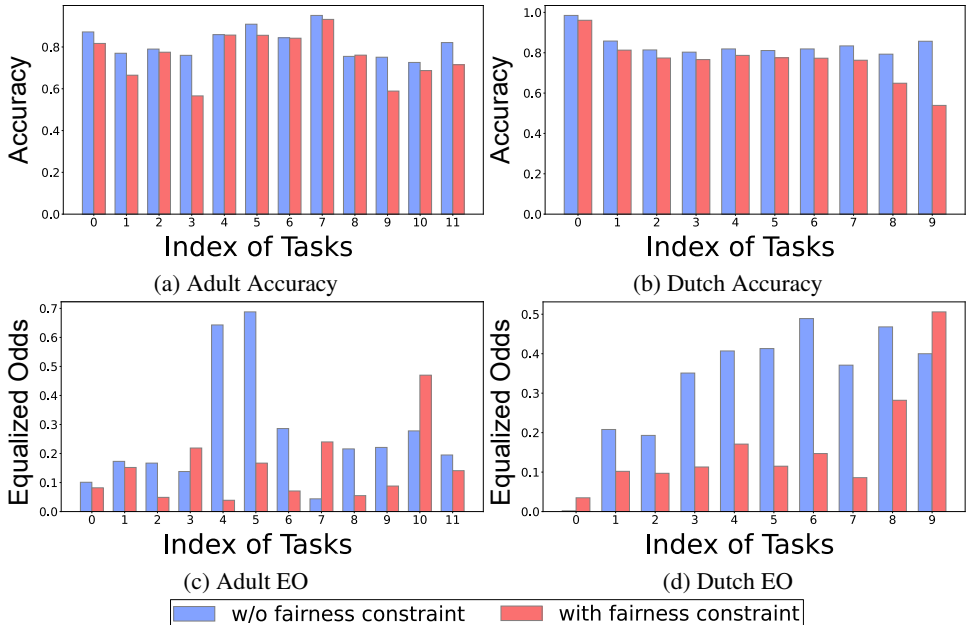 Accuracy
0.8
0.6
0.4
0.2
0.0
0 1 2 3 4 5 6 7 8 9 10 11
Index of Tasks
(a) Adult Accuracy
Accuracy
1.0
0.8
0.6
0.4
0.2
0.0
0 1 2 3 4 5 6 7 8 9
Index of Tasks
(b) Dutch Accuracy
Equalized Odds
0.7
0.6
0.5
0.4
0.3
0.2
0.1
0.0
0 1 2 3 4 5 6 7 8 9 10 11
Index of Tasks
(c) Adult EO
Equalized Odds
0.5
0.4
0.3
0.2
0.1
0.0
0 1 2 3 4 5 6 7 8 9
Index of Tasks
(d) Dutch EO
w/o fairness constraint
with fairness constraint